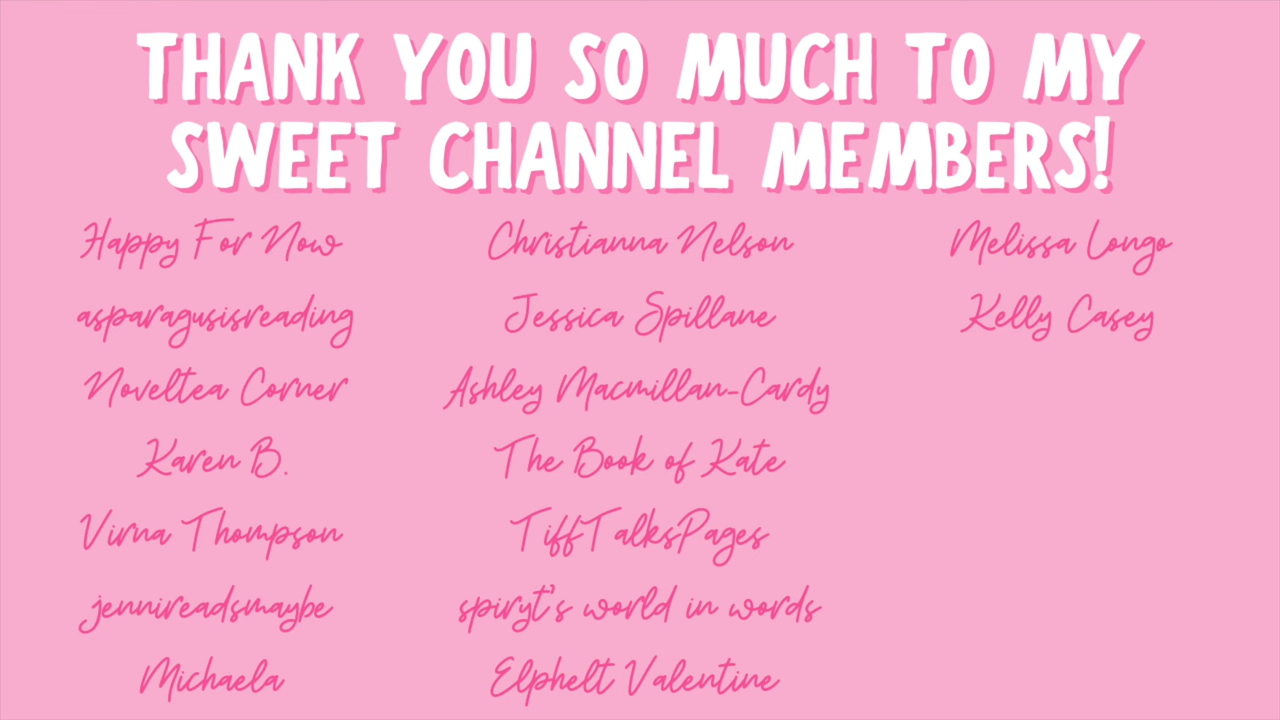 THANK YOU SO MUCH TO MY
SWEET CHANNEL MEMBERS!
Happy For Now
asparagusisreading
Noveltea Corner
Karen B.
Virna Thompson
jennireadsmaybe
Michaela
Christianna Nelson
Jessica Spillane
Ashley Macmillan-Cardy
The Book of Kate
TiffTalksPages
spiryt's world in words
Elphelt Valentine
Melissa Longo
Kelly Casey